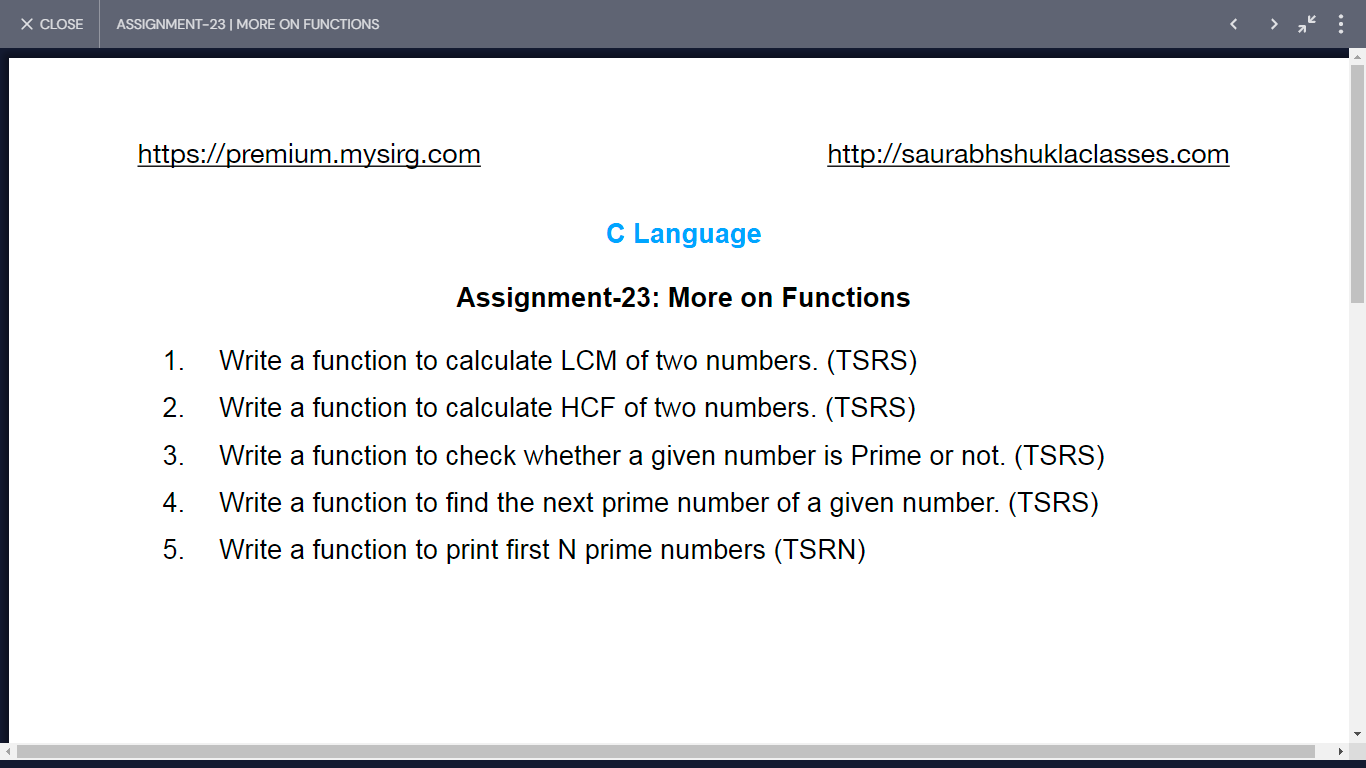 CLOSE
ASSIGNMENT-23 | MORE ON FUNCTIONS
https://premium.mysirg.com
http://saurabhshuklaclasses.com
C Language
Assignment-23: More on Functions
1. Write a function to calculate LCM of two numbers. (TSRS)
2. Write a function to calculate HCF of two numbers. (TSRS)
3. Write a function to check whether a given number is Prime or not. (TSRS)
4. Write a function to find the next prime number of a given number. (TSRS)
5. Write a function to print first N prime numbers (TSRN)